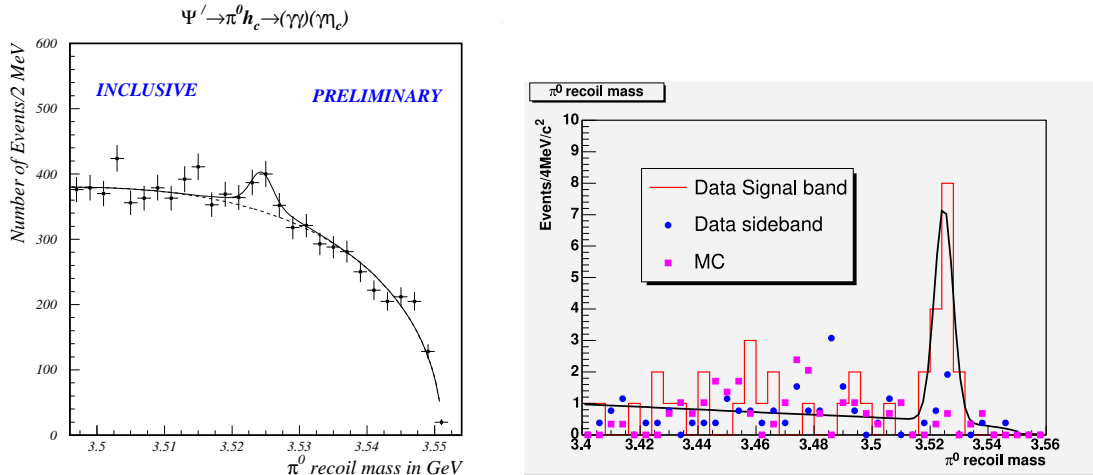 Ψ′→π⁰h_c→(γγ)(γη_c)
Number of Events/2 MeV
600
500
400
300
200
100
0
INCLUSIVE PRELIMINARY
3.5 3.51 3.52 3.53 3.54 3.55
π⁰ recoil mass in GeV
π⁰ recoil mass
Events/4MeV/c²
10
9
8
7
6
5
4
3
2
1
0
Data Signal band
Data sideband
MC
3.4 3.42 3.44 3.46 3.48 3.5 3.52 3.54 3.56
π⁰ recoil mass